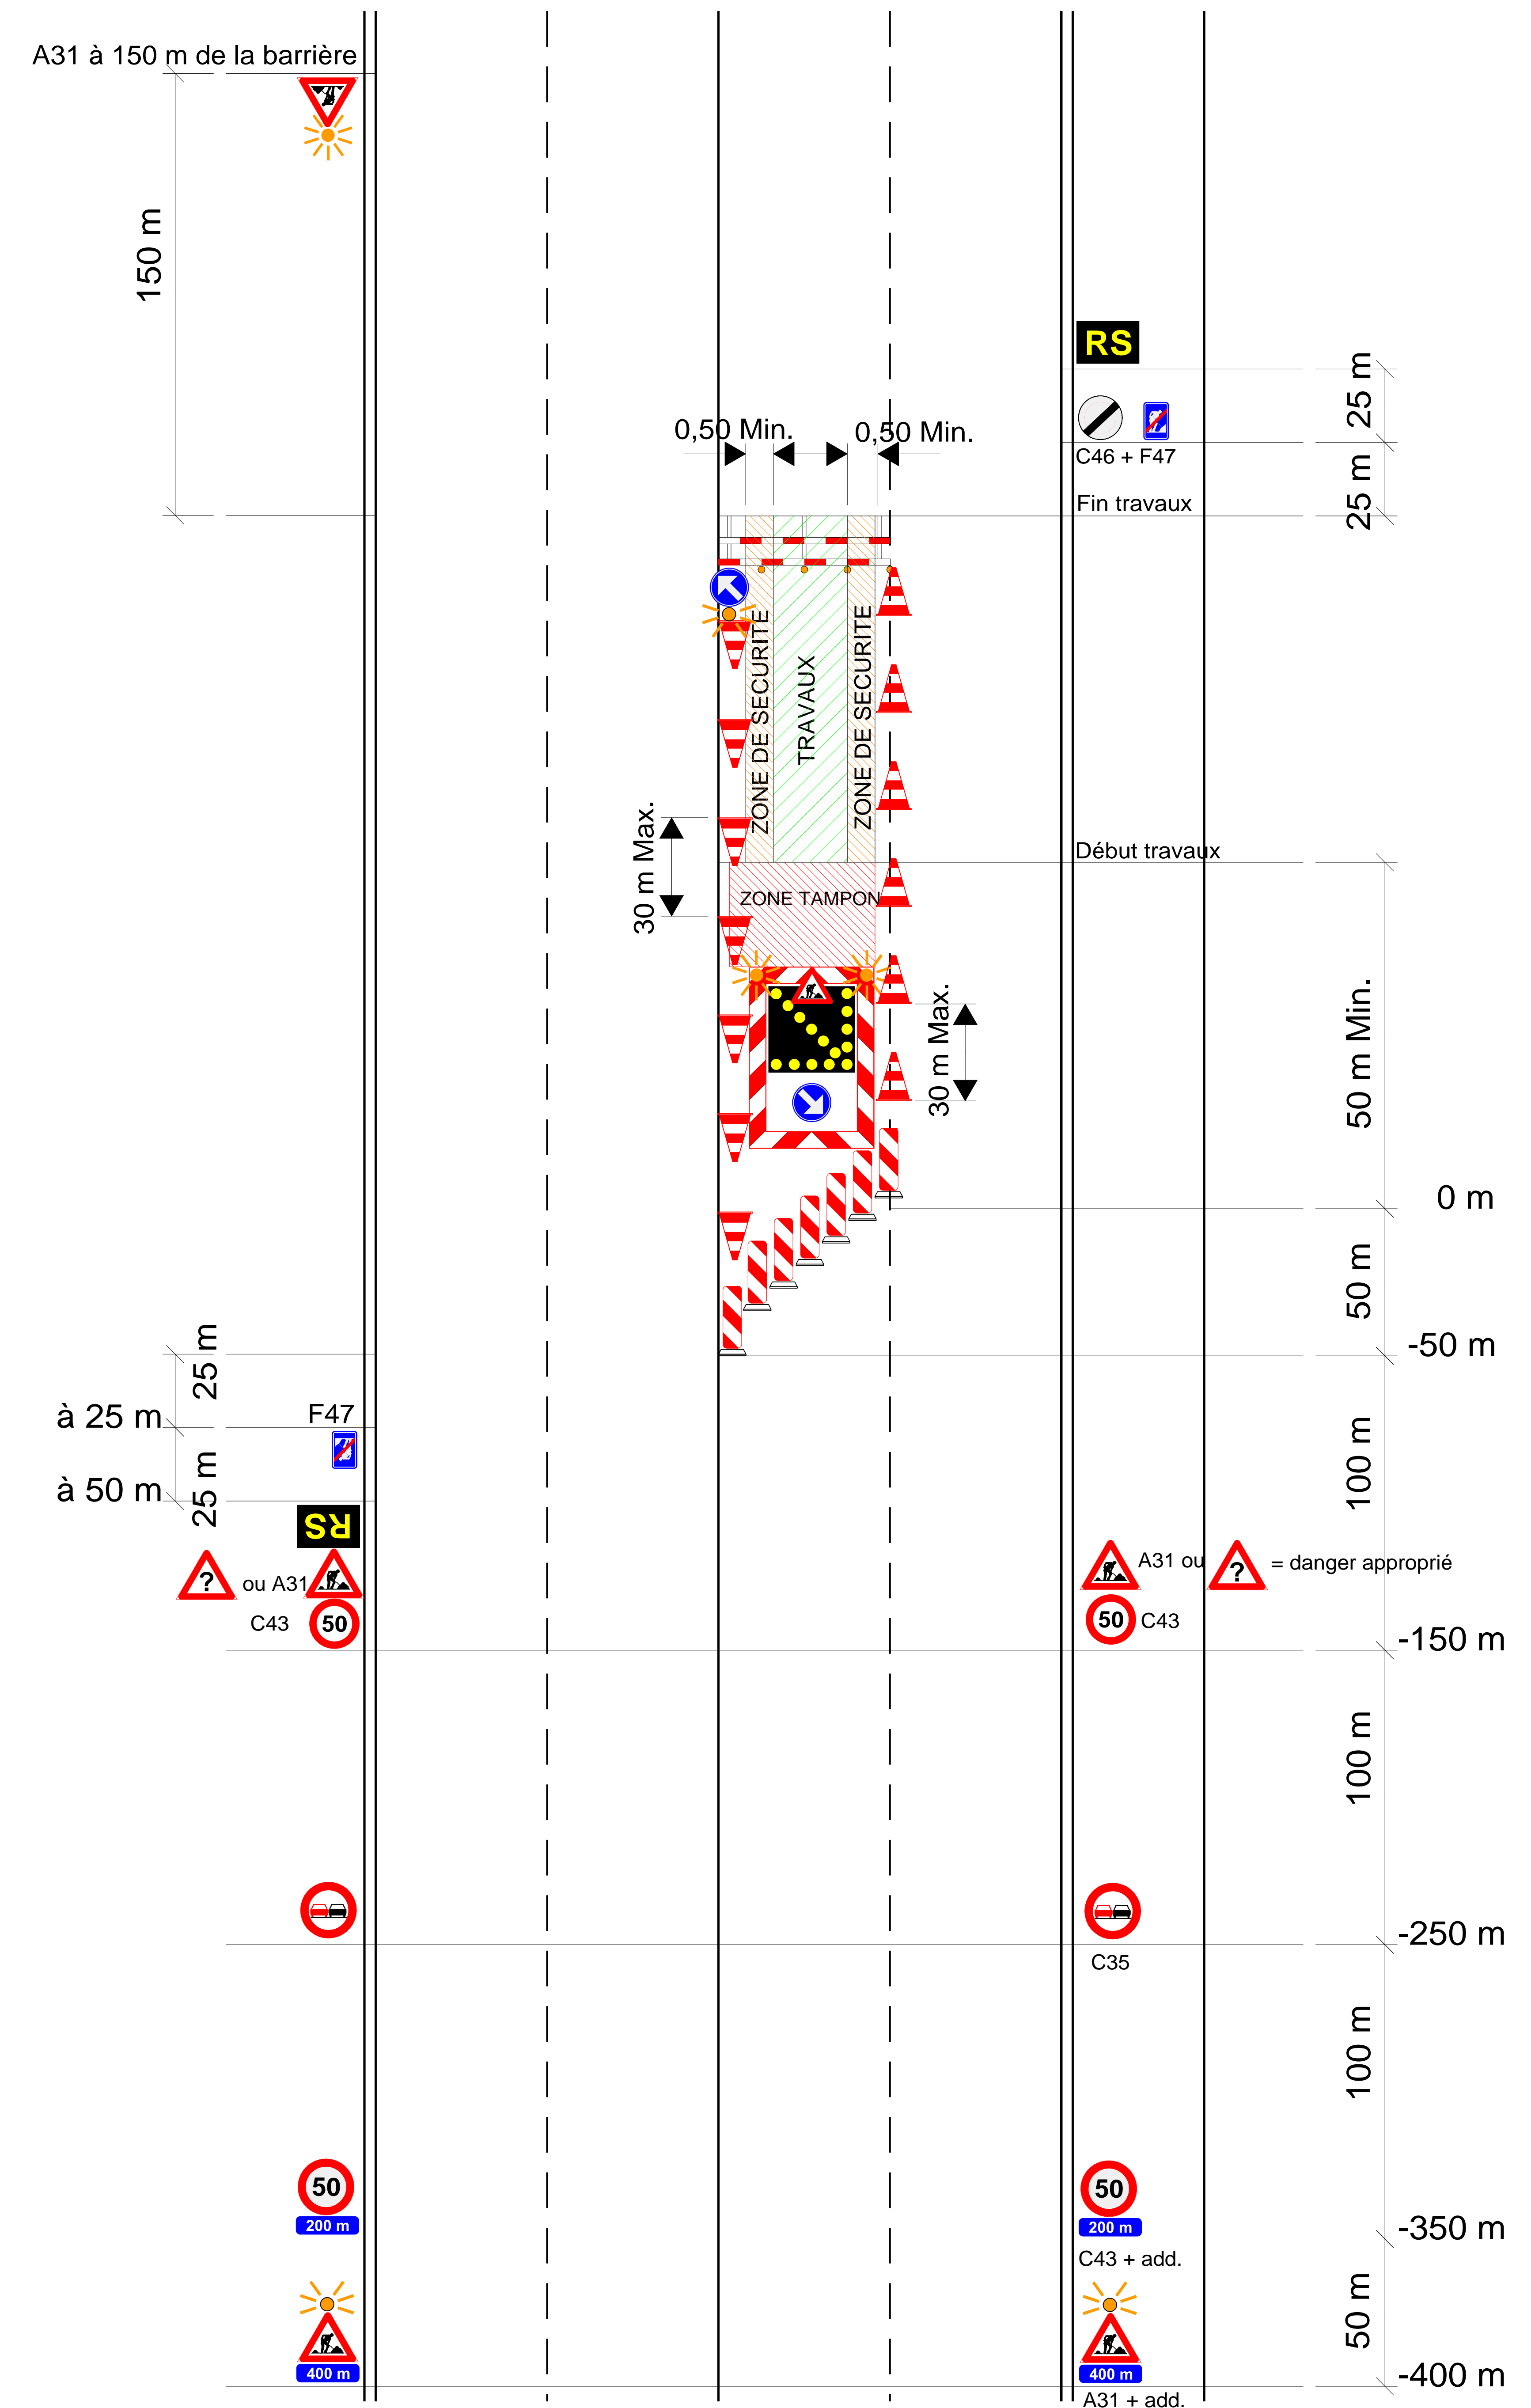 A31 à 150 m de la barrière
150 m
RS
25 m
C46 + F47
25 m
0,50 Min.
0,50 Min.
Fin travaux
ZONE DE SECURITE
TRAVAUX
ZONE DE SECURITE
30 m Max.
Début travaux
ZONE TAMPON
30 m Max.
50 m Min.
0 m
50 m
-50 m
25 m
à 25 m
F47
25 m
à 50 m
RS
100 m
? ou A31
A31 ou ? = danger approprié
C43 50
50 C43
-150 m
100 m
-250 m
C35
100 m
50
200 m
50
200 m
-350 m
C43 + add.
50 m
400 m
400 m
-400 m
A31 + add.